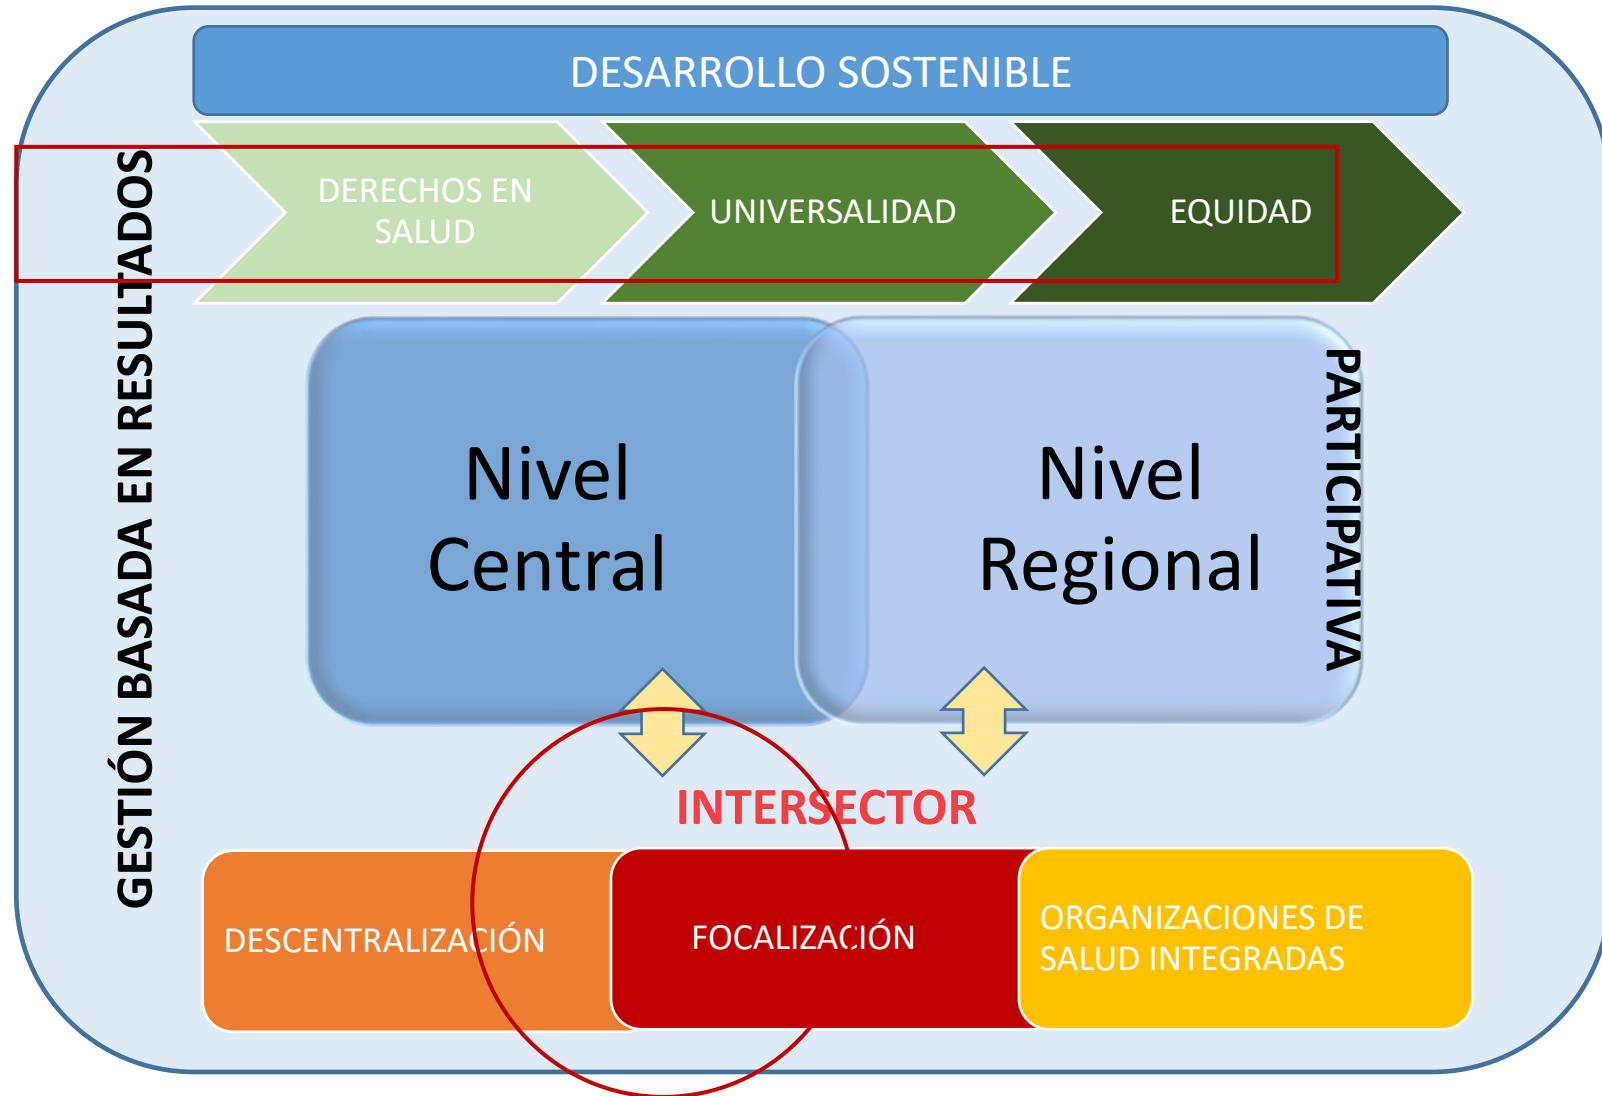 DESARROLLO SOSTENIBLE
DERECHOS EN
SALUD
UNIVERSALIDAD
EQUIDAD
GESTIÓN BASADA EN RESULTADOS
Nivel
Central
Nivel
Regional
PARTICIPATIVA
INTERSECTOR
DESCENTRALIZACIÓN
FOCALIZACIÓN
ORGANIZACIONES DE
SALUD INTEGRADAS